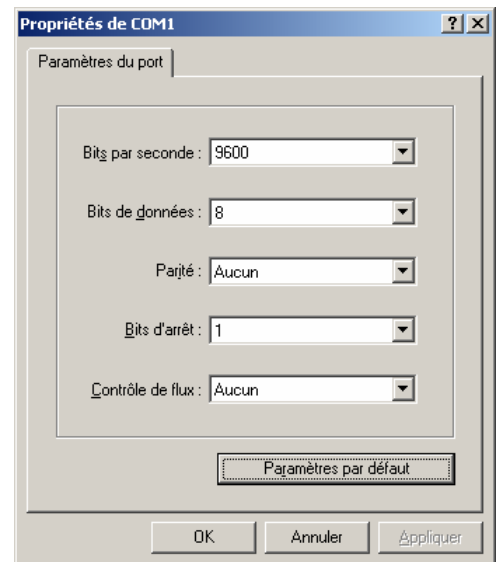 Propriétés de COM1
Paramètres du port
Bits par seconde : 9600
Bits de données : 8
Parité : Aucun
Bits d'arrêt : 1
Contrôle de flux : Aucun
Paramètres par défaut
OK Annuler Appliquer